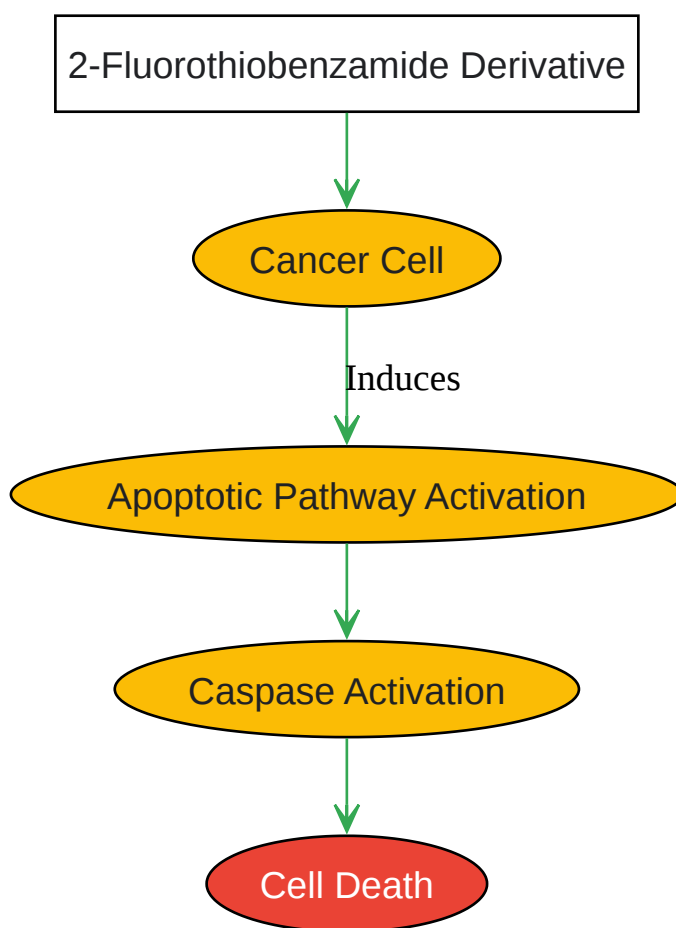 2-Fluorothiobenzamide Derivative
Cancer Cell
Induces
Apoptotic Pathway Activation
Caspase Activation
Cell Death